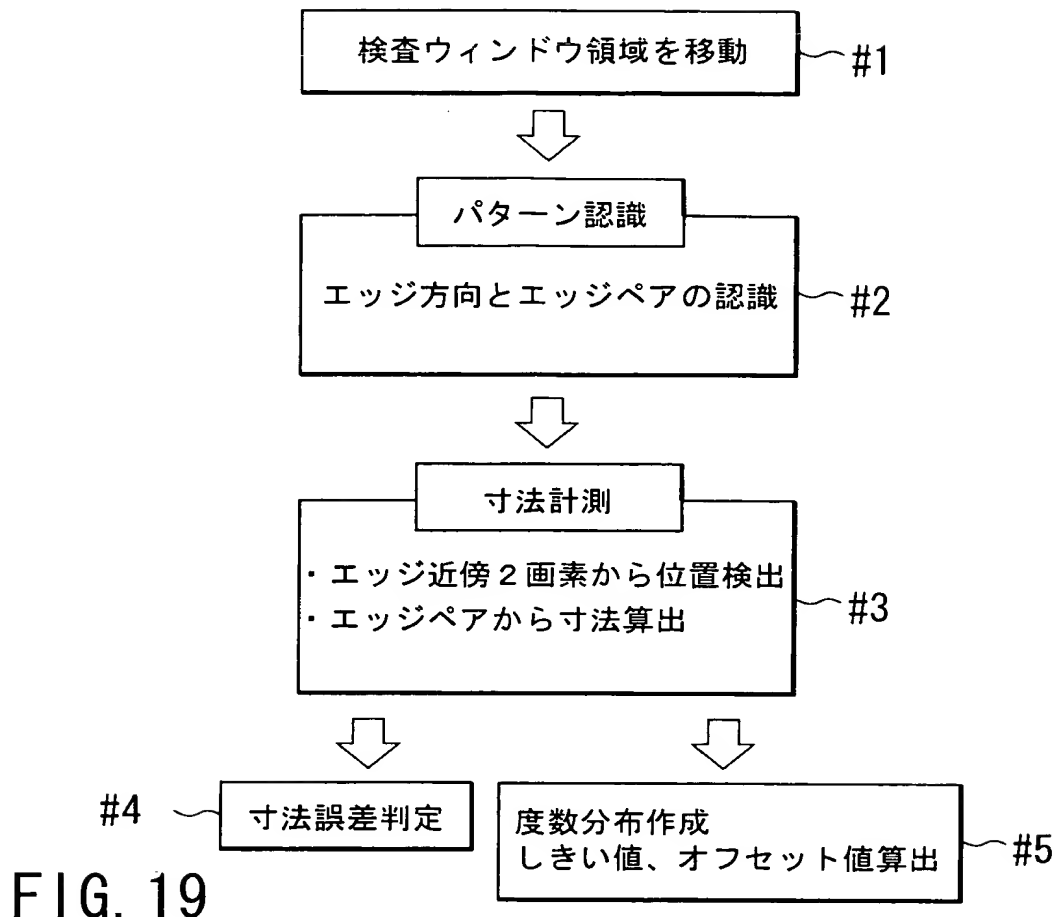 検査ウィンドウ領域を移動
#1
パターン認識
エッジ方向とエッジペアの認識
#2
寸法計測
・エッジ近傍２画素から位置検出
・エッジペアから寸法算出
#3
#4
寸法誤差判定
度数分布作成
しきい値、オフセット値算出
#5
FIG. 19